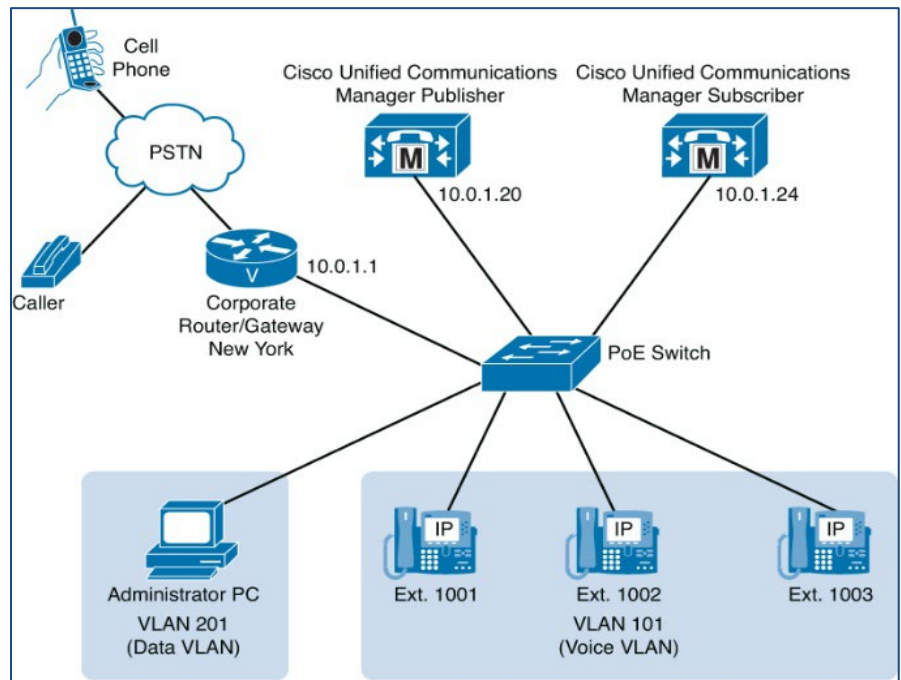 Cell
Phone
PSTN
Caller
V
10.0.1.1
Corporate
Router/Gateway
New York
Cisco Unified Communications
Manager Publisher
M
10.0.1.20
Cisco Unified Communications
Manager Subscriber
M
10.0.1.24
PoE Switch
Administrator PC
VLAN 201
(Data VLAN)
IP
Ext. 1001
IP
Ext. 1002
IP
Ext. 1003
VLAN 101
(Voice VLAN)